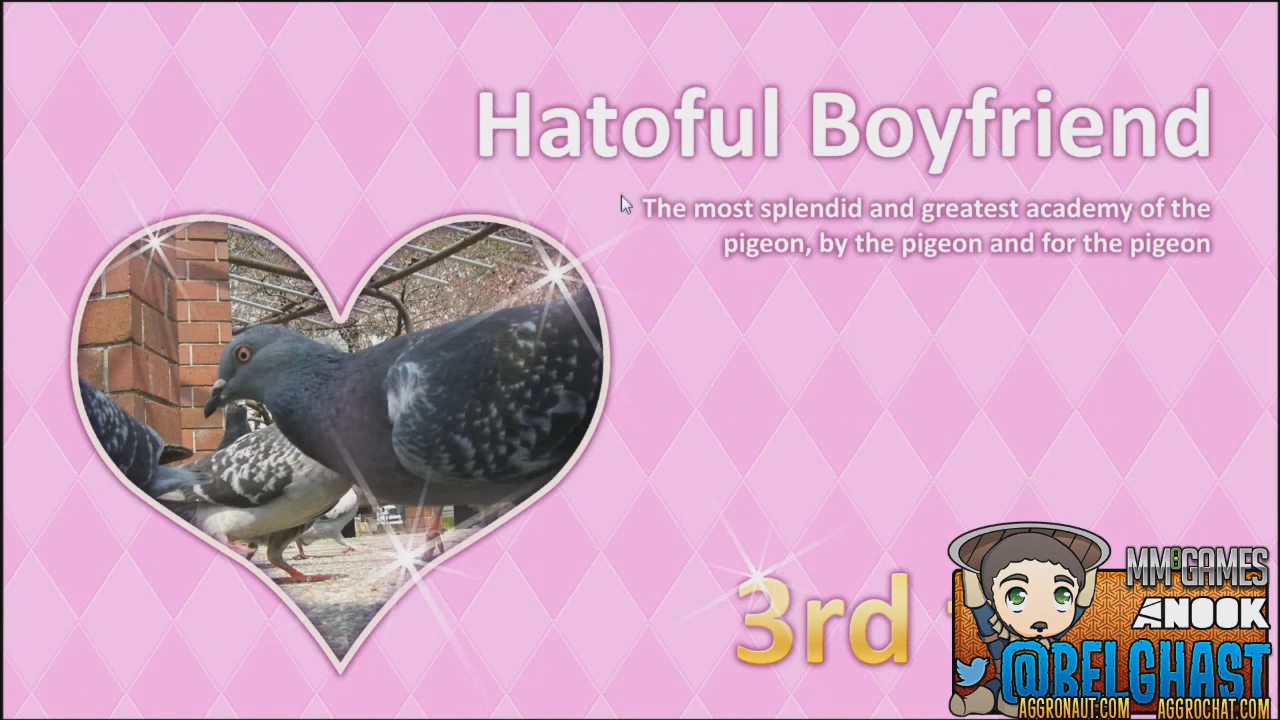 Hatoful Boyfriend
The most splendid and greatest academy of the
pigeon, by the pigeon and for the pigeon
3rd
MMOGAMES
ANOOK
@BELGHAST
AGGRONAUT.COM AGGROCHAT.COM